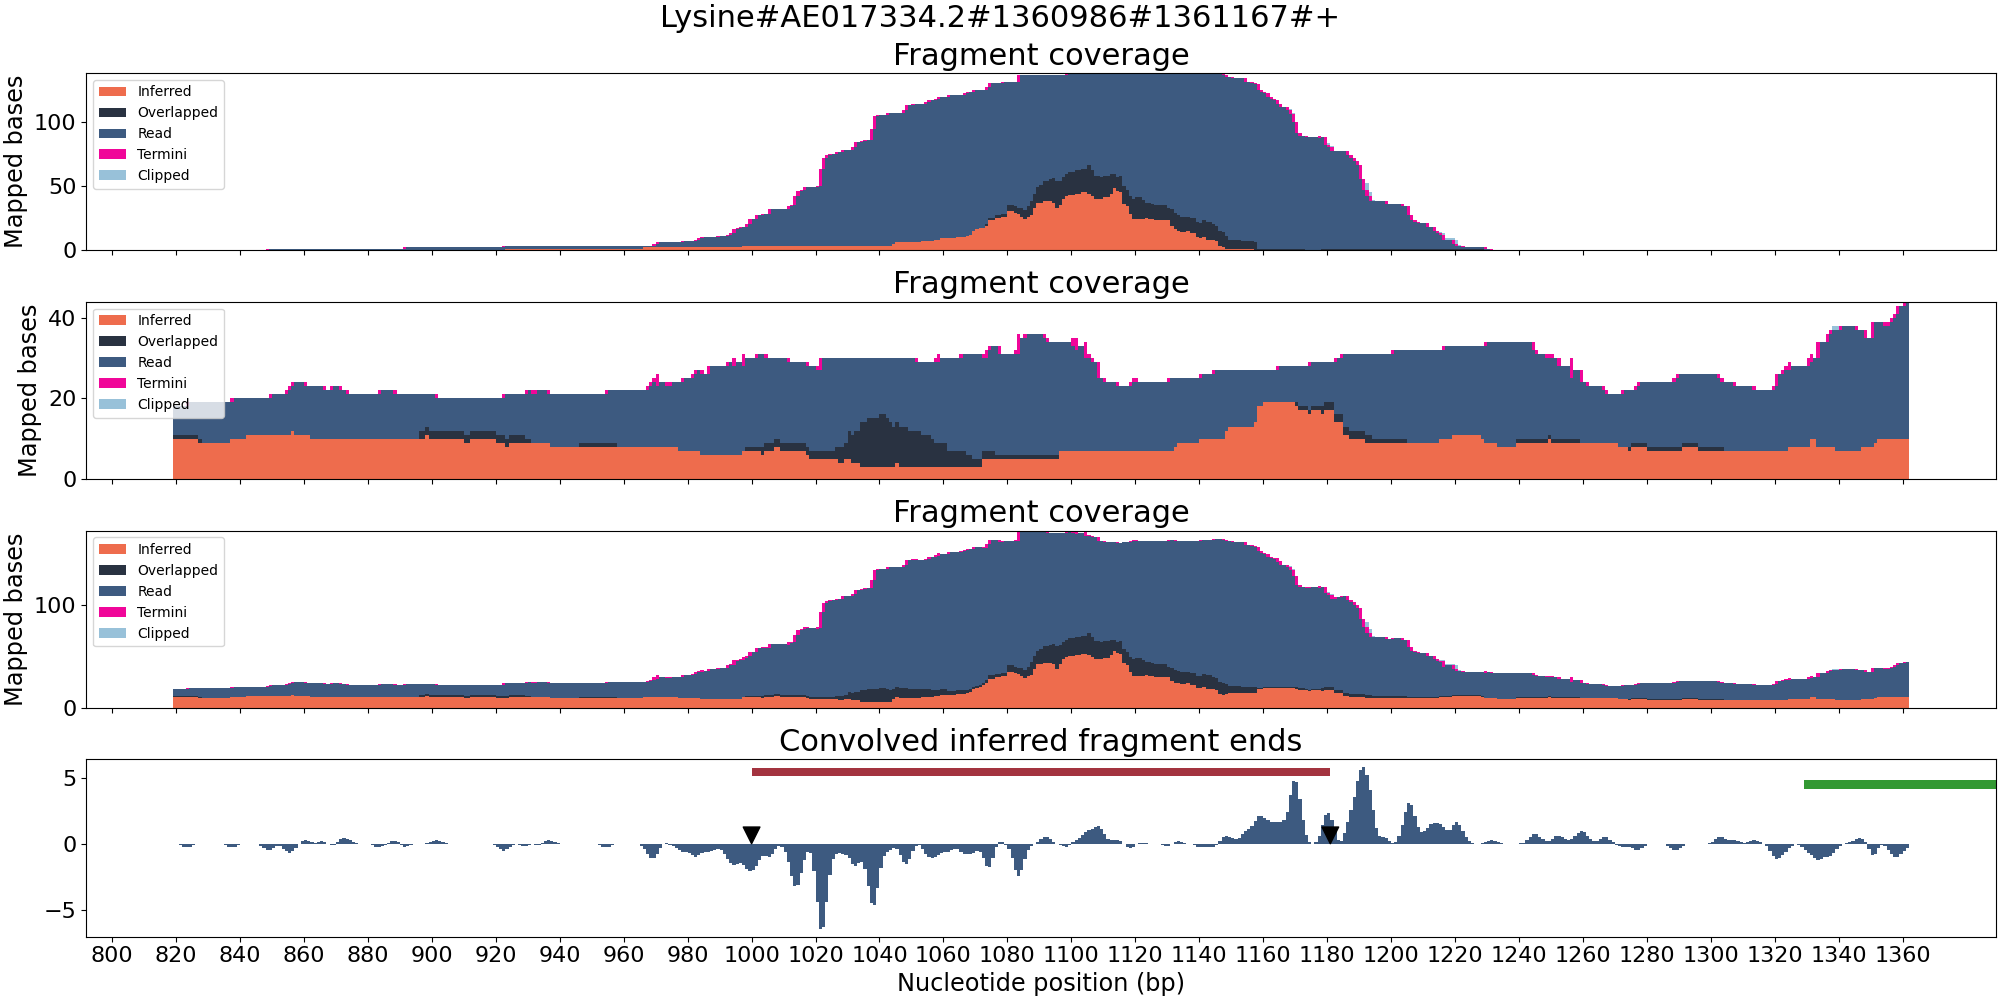 Lysine#AE017334.2#1360986#1361167#+
Fragment coverage
Mapped bases
100
50
0
Inferred
Overlapped
Read
Termini
Clipped
Fragment coverage
Mapped bases
40
20
0
Inferred
Overlapped
Read
Termini
Clipped
Fragment coverage
Mapped bases
100
0
Inferred
Overlapped
Read
Termini
Clipped
Convolved inferred fragment ends
5
0
−5
800 820 840 860 880 900 920 940 960 980 1000 1020 1040 1060 1080 1100 1120 1140 1160 1180 1200 1220 1240 1260 1280 1300 1320 1340 1360
Nucleotide position (bp)